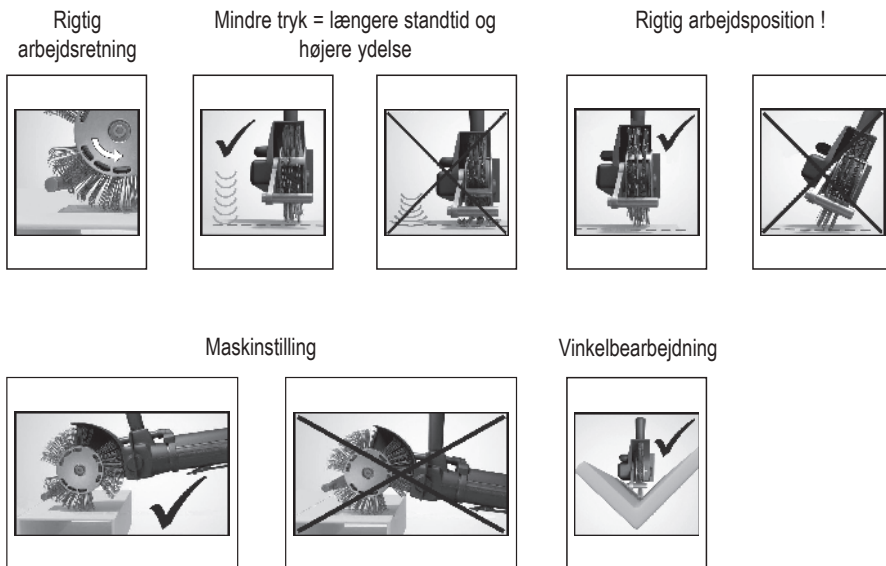 Rigtig
arbejdsretning
Mindre tryk = længere standtid og
højere ydelse
Rigtig arbejdsposition !
Maskinstilling
Vinkelbearbejdning